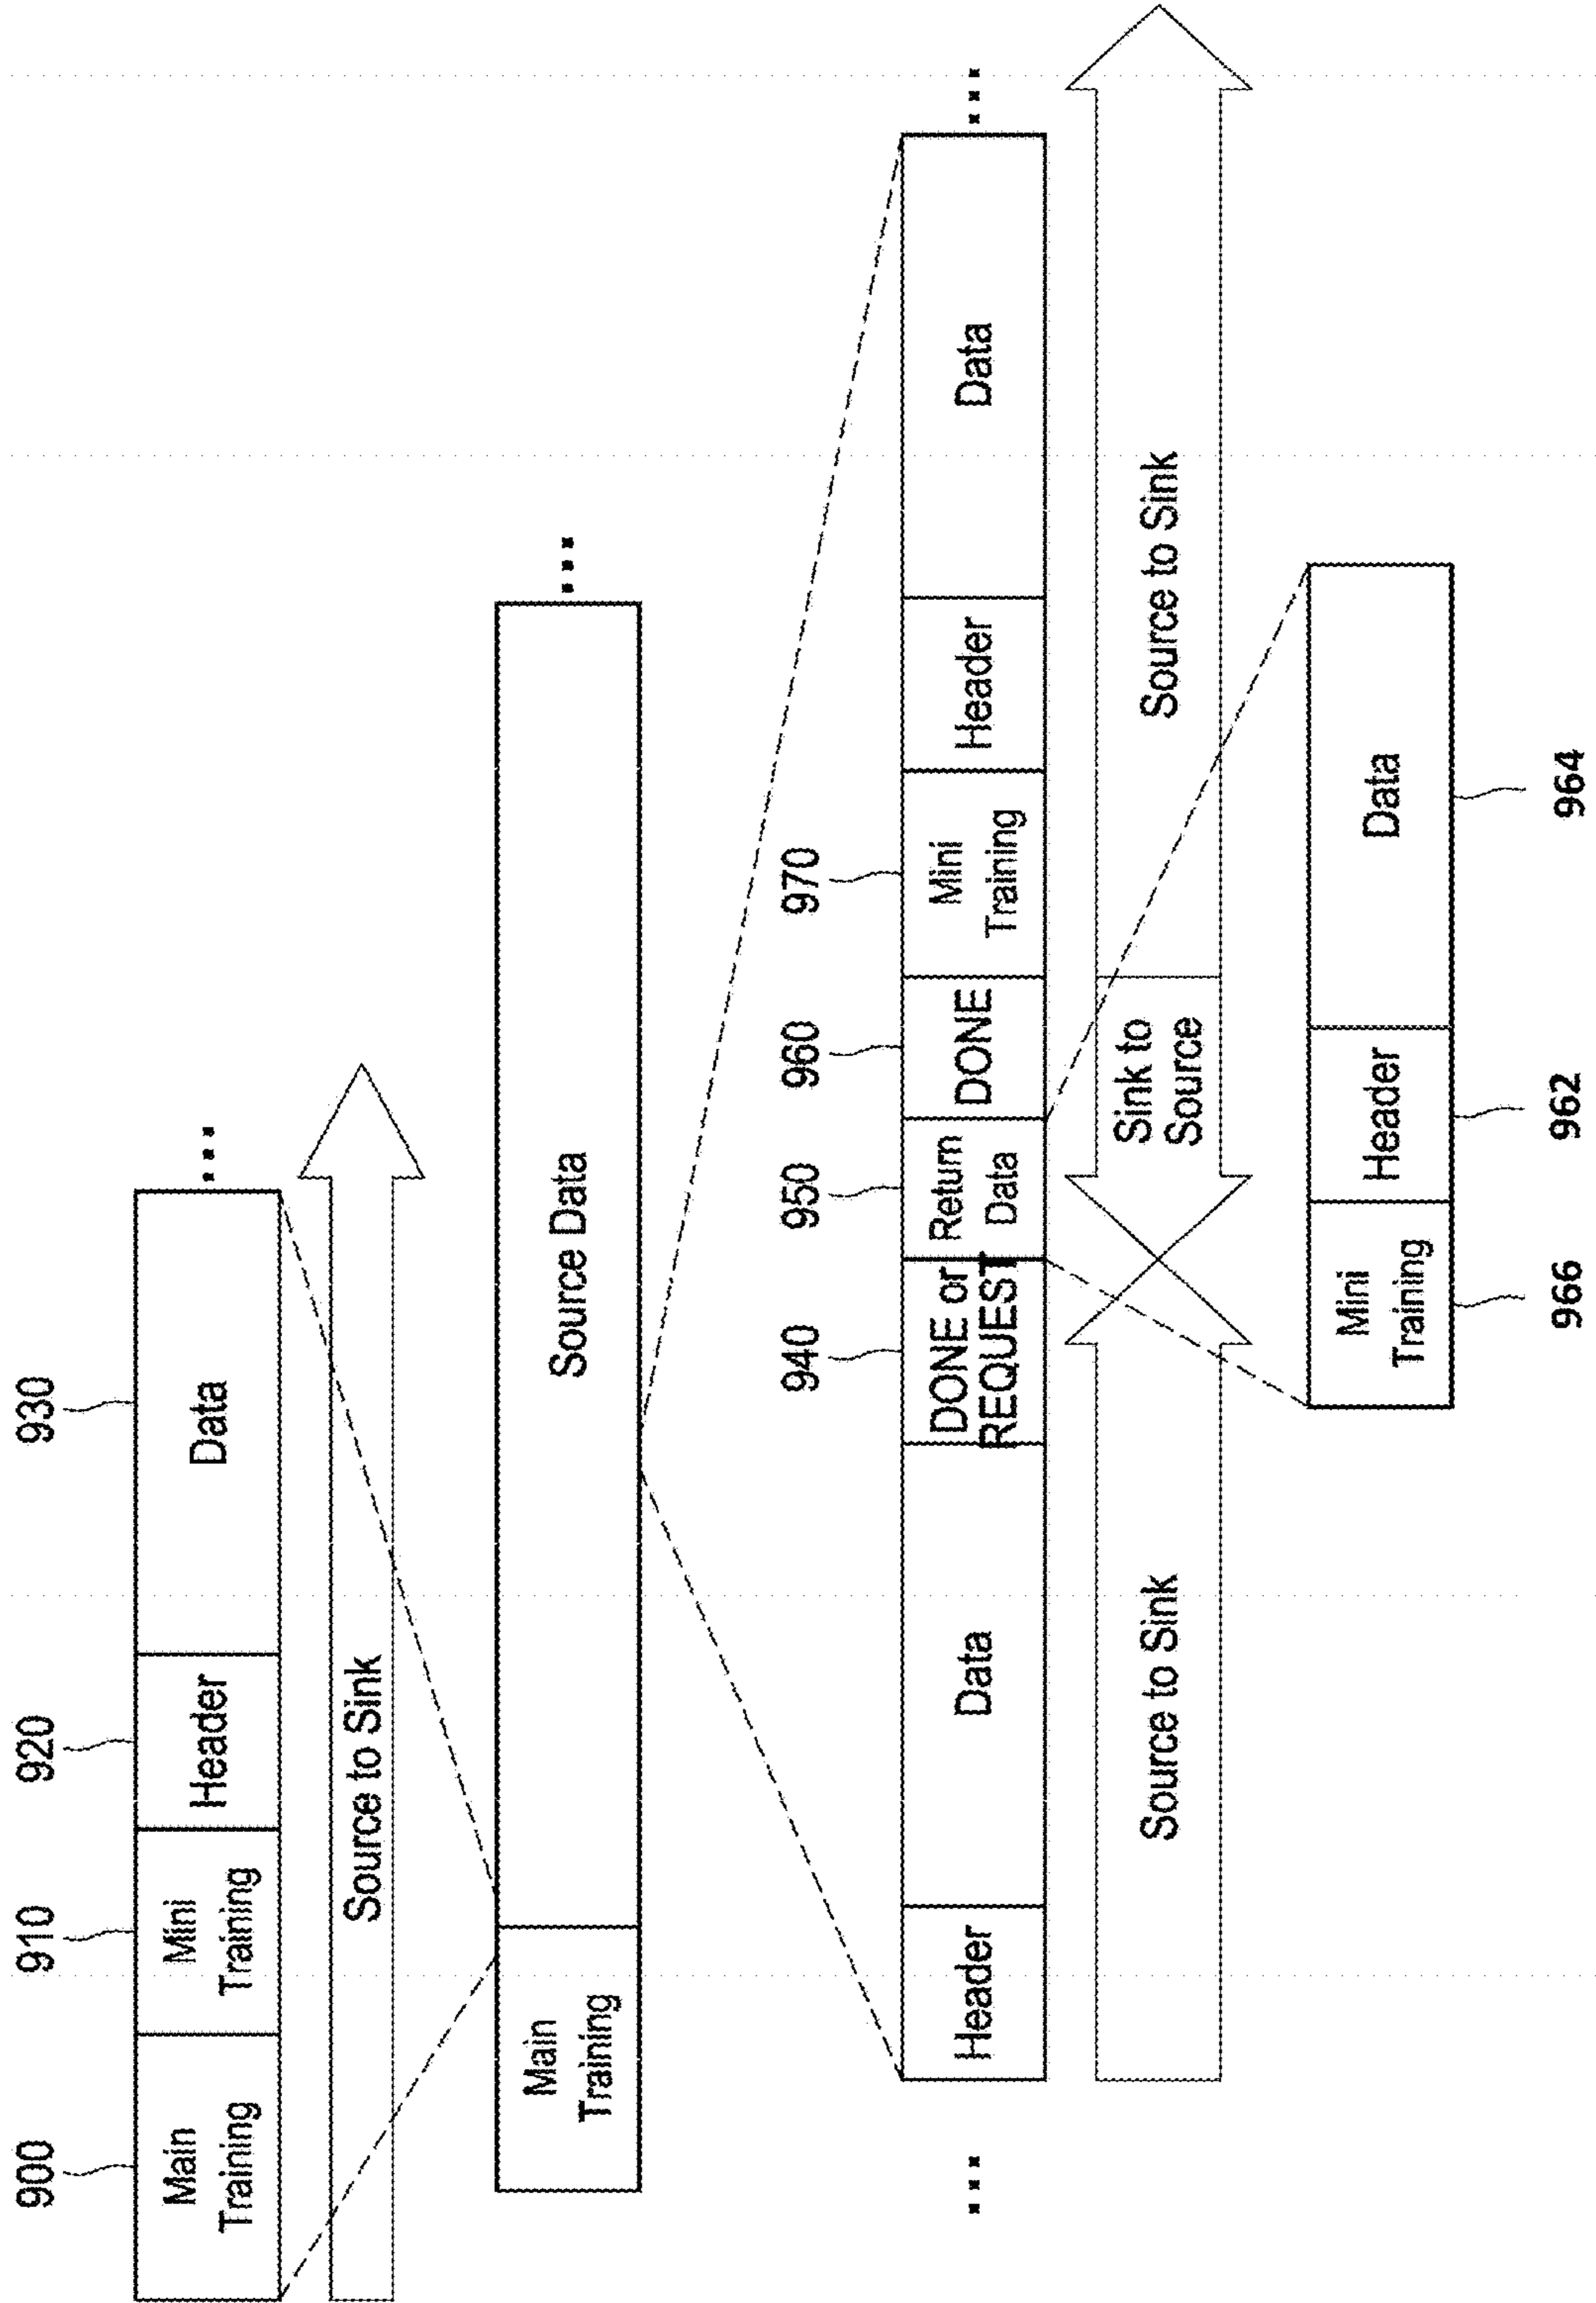 900
910
920
930
Main
Training
Mini
Training
Header
Data
...
Source to Sink
Main
Training
Source Data
...
940
950
960
970
...
Header
Data
DONE or
REQUEST
Return
Data
DONE
Mini
Training
Header
Data
...
Source to Sink
Sink to
Source
Source to Sink
Mini
Training
Header
Data
966
962
964